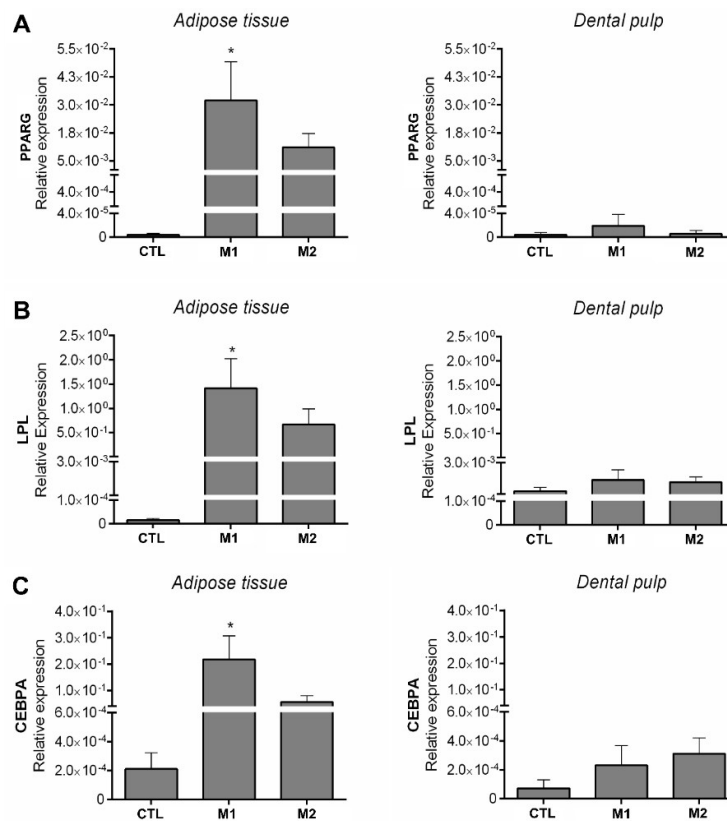 A
Adipose tissue
Dental pulp
PPARG
Relative expression
5.5×10⁻²
4.3×10⁻²
3.0×10⁻²
1.8×10⁻²
5.0×10⁻³
4.0×10⁻⁴
4.0×10⁻⁵
0
*
CTL M1 M2
PPARG
Relative expression
5.5×10⁻²
4.3×10⁻²
3.0×10⁻²
1.8×10⁻²
5.0×10⁻³
4.0×10⁻⁴
4.0×10⁻⁵
0
CTL M1 M2
B
Adipose tissue
Dental pulp
LPL
Relative Expression
2.5×10⁰
2.0×10⁰
1.5×10⁰
1.0×10⁰
5.0×10⁻¹
3.0×10⁻³
1.0×10⁻⁴
0
*
CTL M1 M2
LPL
Relative Expression
2.5×10⁰
2.0×10⁰
1.5×10⁰
1.0×10⁰
5.0×10⁻¹
3.0×10⁻³
1.0×10⁻⁴
0
CTL M1 M2
C
Adipose tissue
Dental pulp
CEBPA
Relative expression
4.0×10⁻¹
3.0×10⁻¹
2.0×10⁻¹
1.0×10⁻¹
6.0×10⁻⁴
4.0×10⁻⁴
2.0×10⁻⁴
0
*
CTL M1 M2
CEBPA
Relative expression
4.0×10⁻¹
3.0×10⁻¹
2.0×10⁻¹
1.0×10⁻¹
6.0×10⁻⁴
4.0×10⁻⁴
2.0×10⁻⁴
0
CTL M1 M2